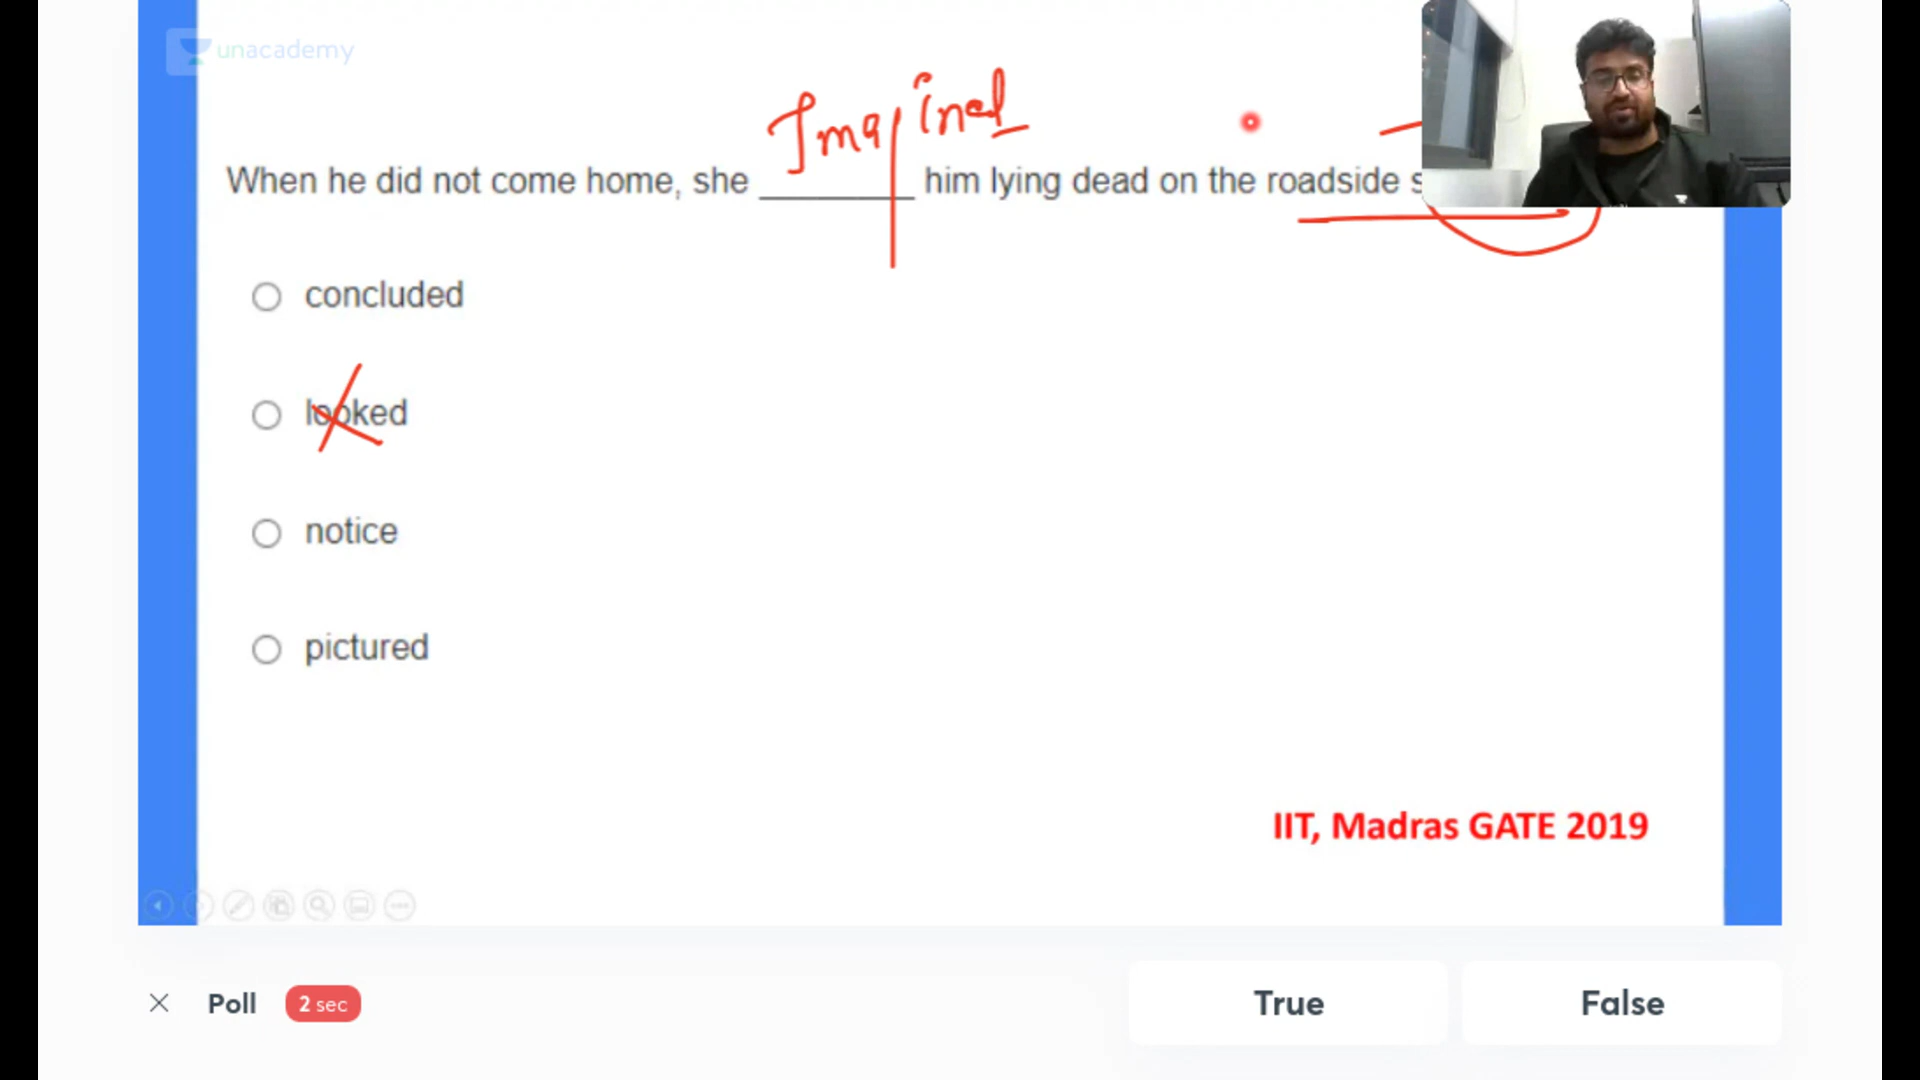 unacademy
Imagined
When he did not come home, she ________ him lying dead on the roadside s
concluded
looked
notice
pictured
IIT, Madras GATE 2019
Poll 2 sec True False